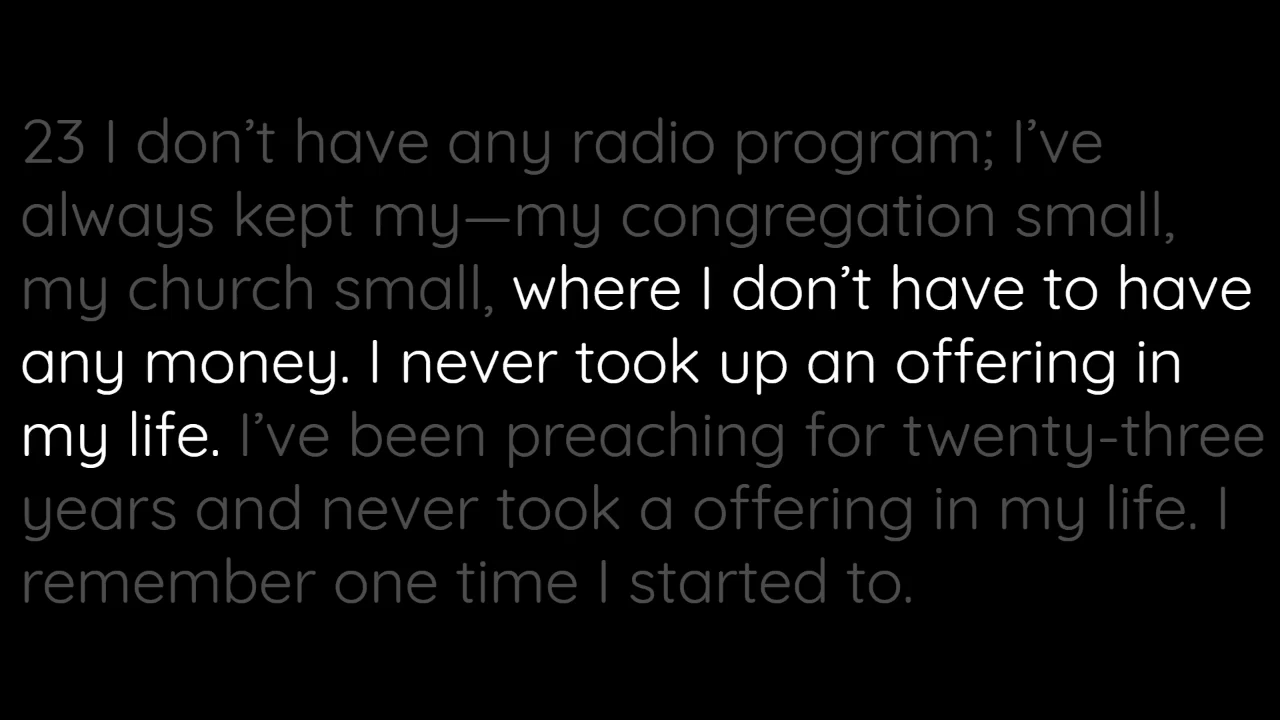 23 I don’t have any radio program; I’ve
always kept my—my congregation small,
my church small, where I don’t have to have
any money. I never took up an offering in
my life. I’ve been preaching for twenty-three
years and never took a offering in my life. I
remember one time I started to.